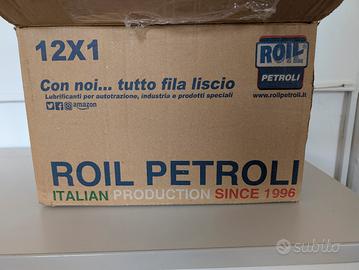 12X1
ROIL
PETROLI
Con noi... tutto fila liscio
Lubrificanti per autotrazione, industria e prodotti speciali
www.roilpetroli.it
amazon
ROIL PETROLI
ITALIAN PRODUCTION SINCE 1996
subito